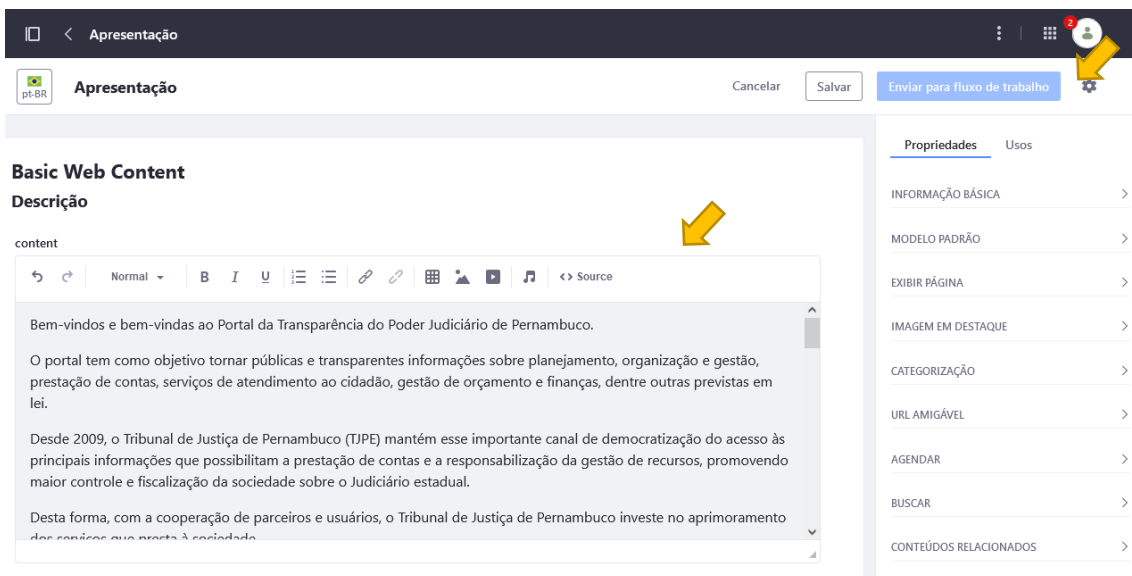 Apresentação
2
pt-BR
Apresentação
Cancelar
Salvar
Enviar para fluxo de trabalho
Propriedades
Usos
Basic Web Content
Descrição
content
Normal
B I U
Source
Bem-vindos e bem-vindas ao Portal da Transparência do Poder Judiciário de Pernambuco.
O portal tem como objetivo tornar públicas e transparentes informações sobre planejamento, organização e gestão,
prestação de contas, serviços de atendimento ao cidadão, gestão de orçamento e finanças, dentre outras previstas em
lei.
Desde 2009, o Tribunal de Justiça de Pernambuco (TJPE) mantém esse importante canal de democratização do acesso às
principais informações que possibilitam a prestação de contas e a responsabilização da gestão de recursos, promovendo
maior controle e fiscalização da sociedade sobre o Judiciário estadual.
Desta forma, com a cooperação de parceiros e usuários, o Tribunal de Justiça de Pernambuco investe no aprimoramento
dos serviços que presta à sociedade
INFORMAÇÃO BÁSICA
MODELO PADRÃO
EXIBIR PÁGINA
IMAGEM EM DESTAQUE
CATEGORIZAÇÃO
URL AMIGÁVEL
AGENDAR
BUSCAR
CONTEÚDOS RELACIONADOS